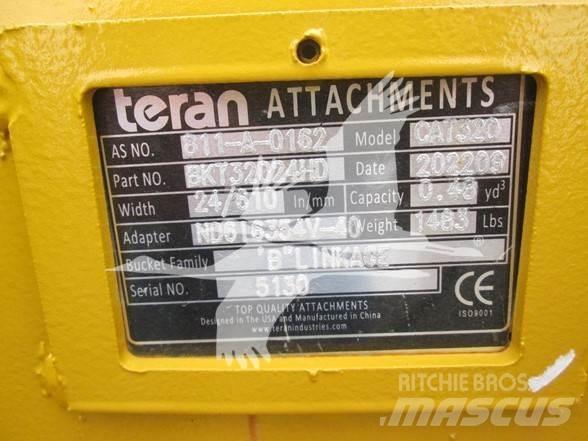 teran ATTACHMENTS
AS NO. 811-A-0162 Model CAT320
Part NO. BKT320/24HD Date 202209
Width 24/610 In/mm Capacity 0.48 yd³
Adapter Weight 1483 Lbs
Bucket Family "B"LINKAGE ®
Serial NO. 5130
TOP QUALITY ATTACHMENTS
Designed in The USA and Manufactured in China
www.teranindustries.com
CE
ISO9001
RITCHIE BROS
MASCUS